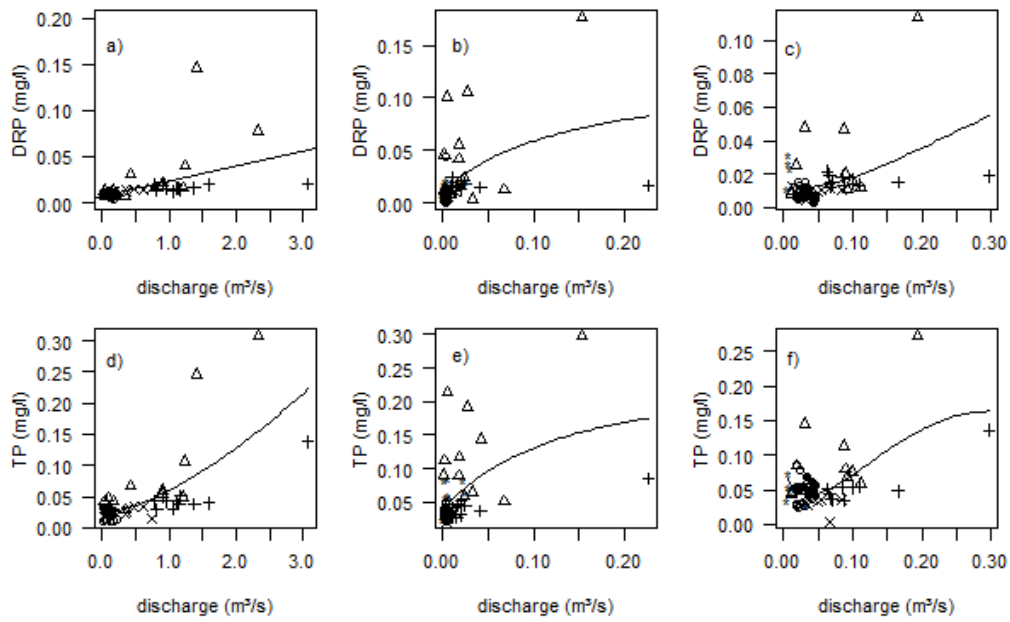 0.20
0.15
0.10
0.05
0.00
DRP (mg/l)
a)
0.0 1.0 2.0 3.0
discharge (m³/s)
0.15
0.10
0.05
0.00
DRP (mg/l)
b)
0.00 0.10 0.20
discharge (m³/s)
0.10
0.08
0.06
0.04
0.02
0.00
DRP (mg/l)
c)
0.00 0.10 0.20 0.30
discharge (m³/s)
0.30
0.25
0.20
0.15
0.10
0.05
0.00
TP (mg/l)
d)
0.0 1.0 2.0 3.0
discharge (m³/s)
0.30
0.25
0.20
0.15
0.10
0.05
TP (mg/l)
e)
0.00 0.10 0.20
discharge (m³/s)
0.25
0.20
0.15
0.10
0.05
0.00
TP (mg/l)
f)
0.00 0.10 0.20 0.30
discharge (m³/s)